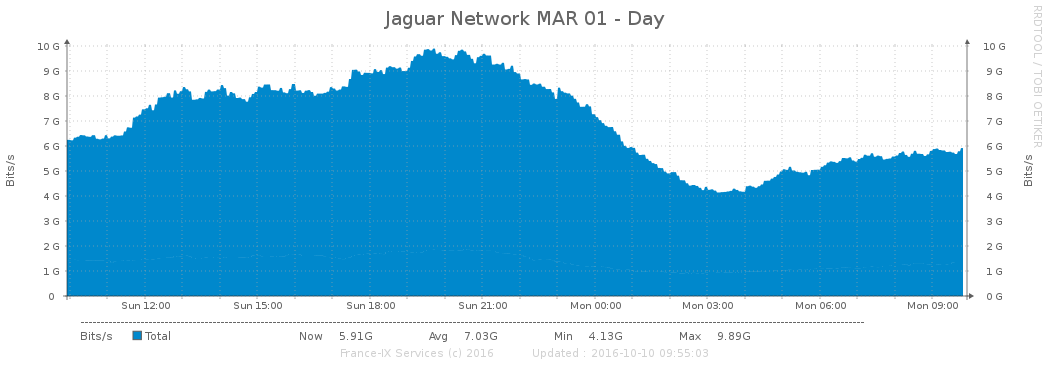 Jaguar Network MAR 01 - Day
RRDTOOL / TOBI OETIKER
Bits/s
10 G
9 G
8 G
7 G
6 G
5 G
4 G
3 G
2 G
1 G
0
10 G
9 G
8 G
7 G
6 G
5 G
4 G
3 G
2 G
1 G
0 G
Bits/s
Sun 12:00 Sun 15:00 Sun 18:00 Sun 21:00 Mon 00:00 Mon 03:00 Mon 06:00 Mon 09:00
Bits/s Total Now 5.91G Avg 7.03G Min 4.13G Max 9.89G
France-IX Services (c) 2016 Updated : 2016-10-10 09:55:03